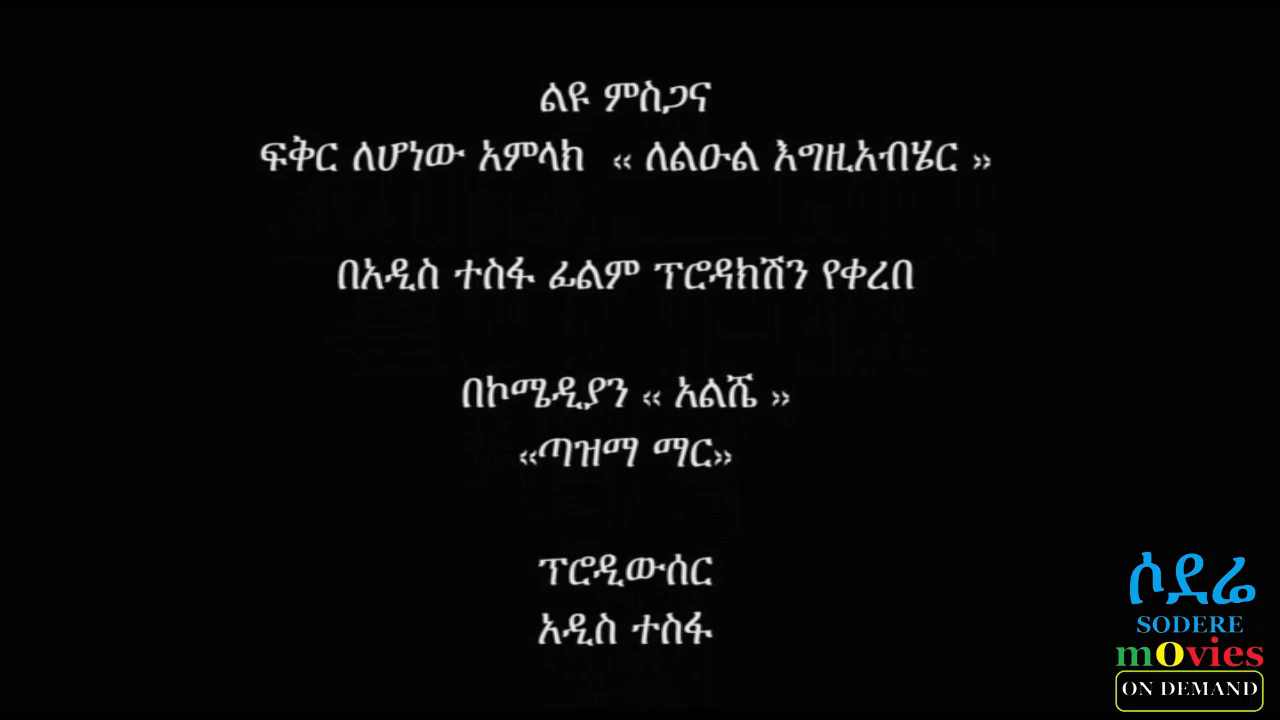 ልዩ ምስጋና
ፍቅር ለሆነው አምላክ ‹‹ ለልዑል እግዚአብሄር ››
በአዲስ ተስፋ ፊልም ፕሮዳክሽን የቀረበ
በኮሜዲያን ‹‹ አልሼ ››
‹‹ጣዝማ ማር››
ፕሮዲውሰር
አዲስ ተስፋ
ሶደሬ
SODERE
mOvies
ON DEMAND